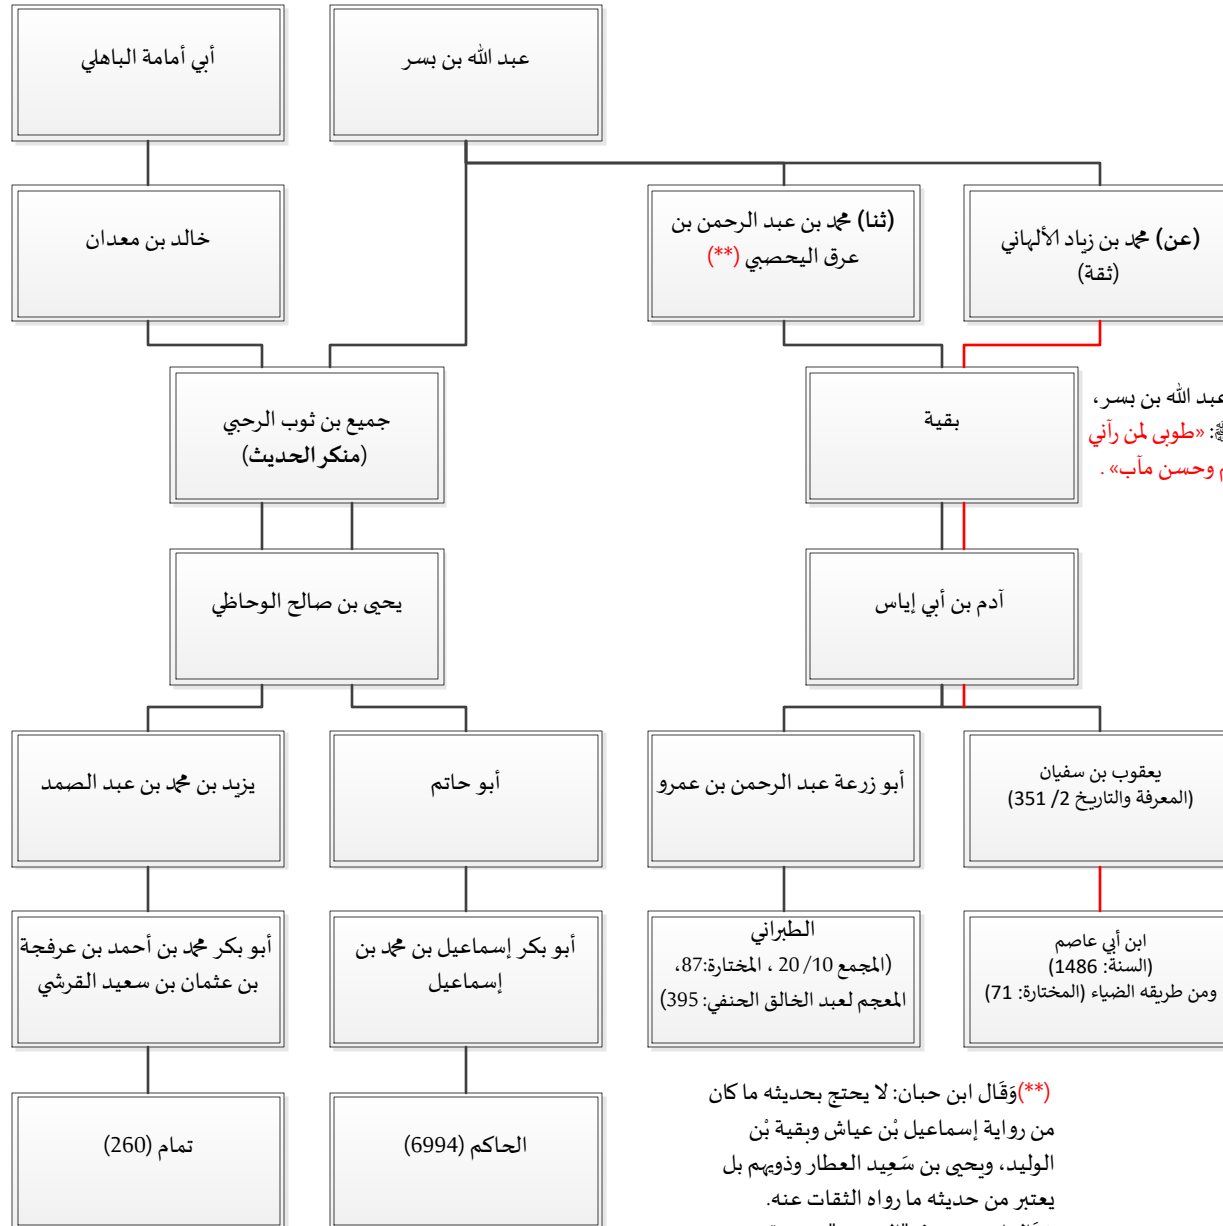 عبد الله بن بسر
أبي أمامة الباهلي
(عن) محمد بن زياد الألهاني
(ثقة)
(ثنا) محمد بن عبد الرحمن بن
عرق اليحصبي (**)
خالد بن معدان
عبد الله بن بسر،
ﷺ: «طوبى لمن رآني
وحسن مآب» .
بقية
جميع بن ثوب الرحبي
(منكر الحديث)
آدم بن أبي إياس
يحيى بن صالح الوحاظي
يعقوب بن سفيان
(المعرفة والتاريخ 2/ 351)
أبو زرعة عبد الرحمن بن عمرو
أبو حاتم
يزيد بن محمد بن عبد الصمد
ابن أبي عاصم
(السنة: 1486)
ومن طريقه الضياء (المختارة: 71)
الطبراني
(المجمع 10/ 20 ، المختارة:87،
المعجم لعبد الخالق الحنفي: 395)
أبو بكر إسماعيل بن محمد بن
إسماعيل
أبو بكر محمد بن أحمد بن عرفجة
بن عثمان بن سعيد القرشي
(**)وَقَال ابن حبان: لا يحتج بحديثه ما كان
من رواية إسماعيل بْن عياش وبقية بْن
الوليد، ويحيى بن سَعِيد العطار وذويهم بل
يعتبر من حديثه ما رواه الثقات عنه.
الحاكم (6994)
تمام (260)